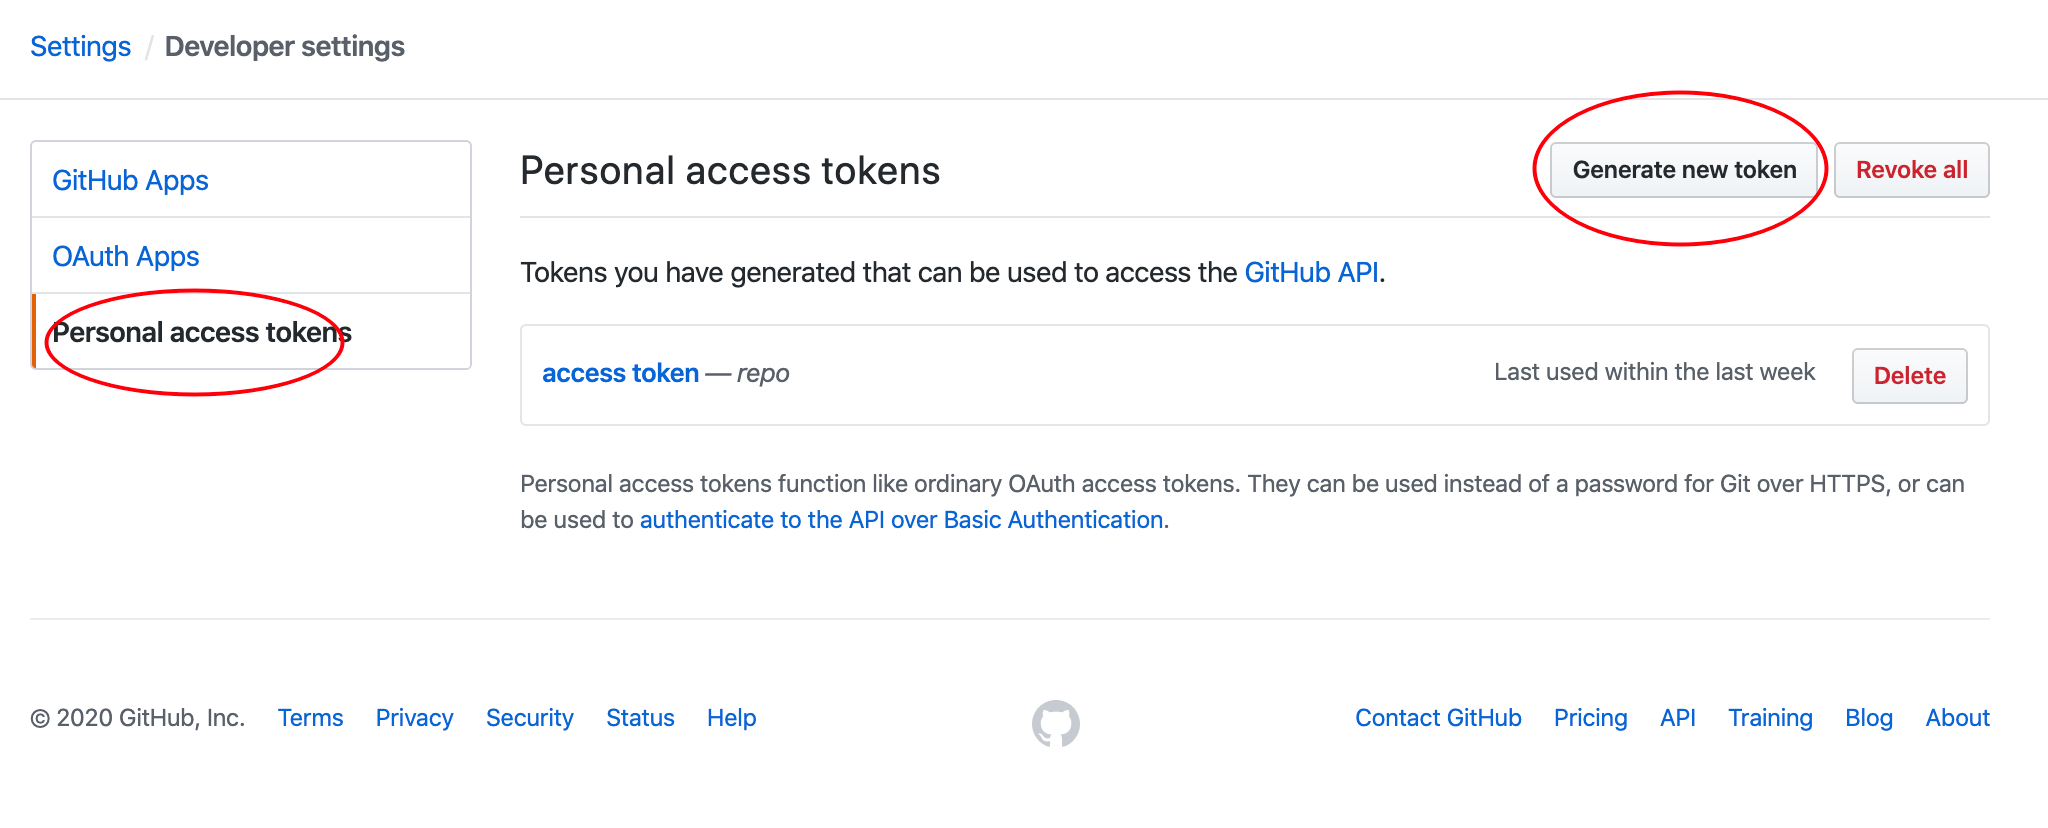 Settings / Developer settings
GitHub Apps
OAuth Apps
Personal access tokens
Personal access tokens
Generate new token
Revoke all
Tokens you have generated that can be used to access the GitHub API.
access token — repo
Last used within the last week
Delete
Personal access tokens function like ordinary OAuth access tokens. They can be used instead of a password for Git over HTTPS, or can
be used to authenticate to the API over Basic Authentication.
© 2020 GitHub, Inc. Terms Privacy Security Status Help Contact GitHub Pricing API Training Blog About